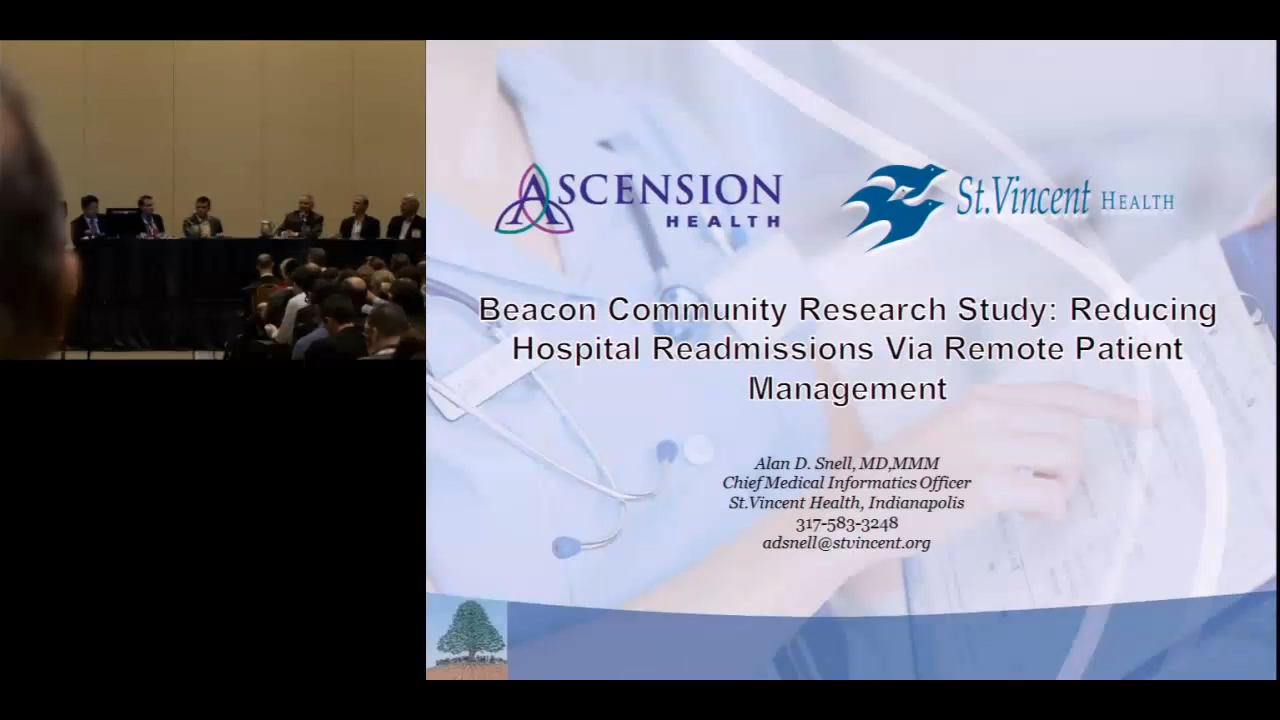 ASCENSION
HEALTH
St.Vincent HEALTH
Beacon Community Research Study: Reducing
Hospital Readmissions Via Remote Patient
Management
Alan D. Snell, MD,MMM
Chief Medical Informatics Officer
St.Vincent Health, Indianapolis
317-583-3248
adsnell@stvincent.org